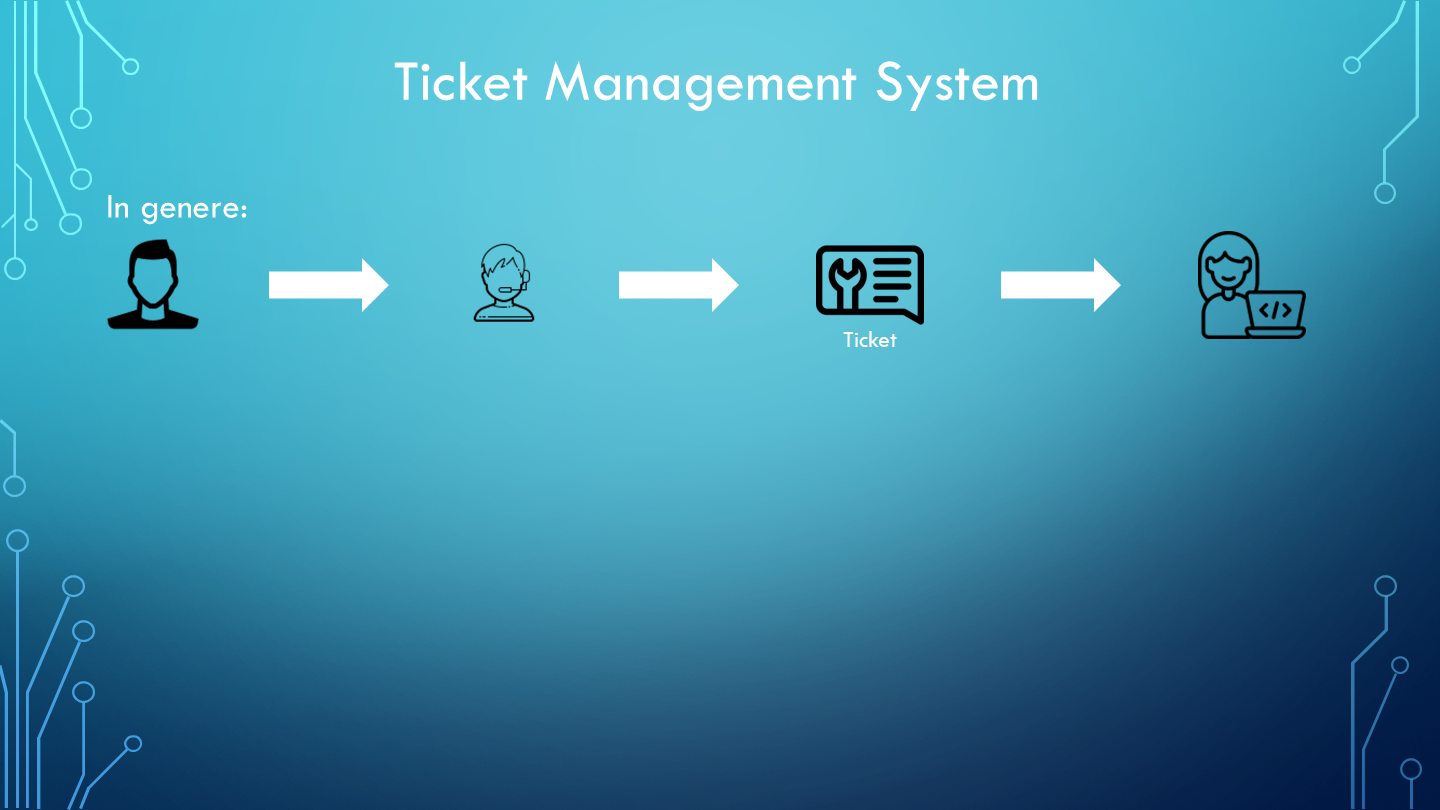 Ticket Management System
In genere:
Ticket
</>